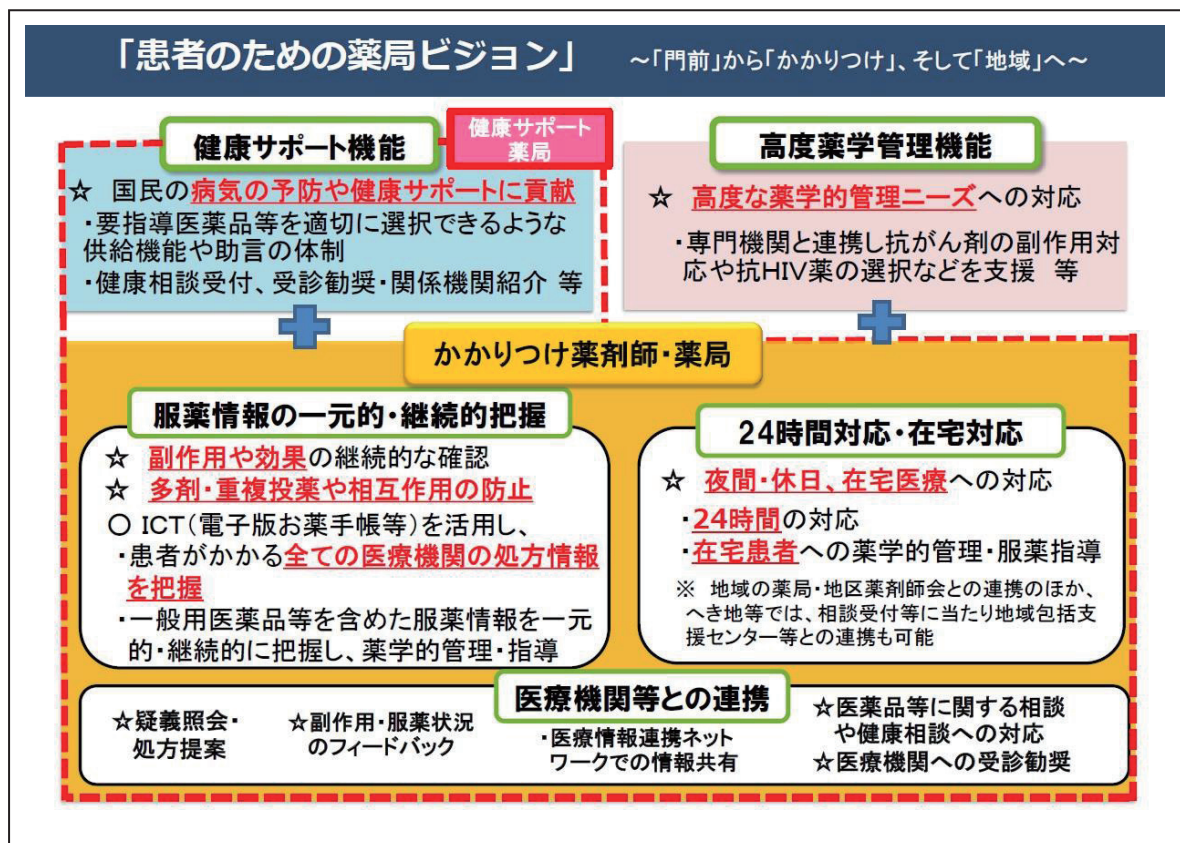 「患者のための薬局ビジョン」 ～「門前」から「かかりつけ」、そして「地域」へ～
健康サポート機能
健康サポート
薬局
☆ 国民の病気の予防や健康サポートに貢献
・要指導医薬品等を適切に選択できるような
供給機能や助言の体制
・健康相談受付、受診勧奨・関係機関紹介 等
高度薬学管理機能
☆ 高度な薬学的管理ニーズへの対応
・専門機関と連携し抗がん剤の副作用対
応や抗HIV薬の選択などを支援 等
かかりつけ薬剤師・薬局
服薬情報の一元的・継続的把握
☆ 副作用や効果の継続的な確認
☆ 多剤・重複投薬や相互作用の防止
○ ICT(電子版お薬手帳等)を活用し、
・患者がかかる全ての医療機関の処方情報
を把握
・一般用医薬品等を含めた服薬情報を一元
的・継続的に把握し、薬学的管理・指導
24時間対応・在宅対応
☆ 夜間・休日、在宅医療への対応
・24時間の対応
・在宅患者への薬学的管理・服薬指導
※ 地域の薬局・地区薬剤師会との連携のほか、
へき地等では、相談受付等に当たり地域包括支
援センター等との連携も可能
医療機関等との連携
☆疑義照会・
処方提案
☆副作用・服薬状況
のフィードバック
・医療情報連携ネット
ワークでの情報共有
☆医薬品等に関する相談
や健康相談への対応
☆医療機関への受診勧奨